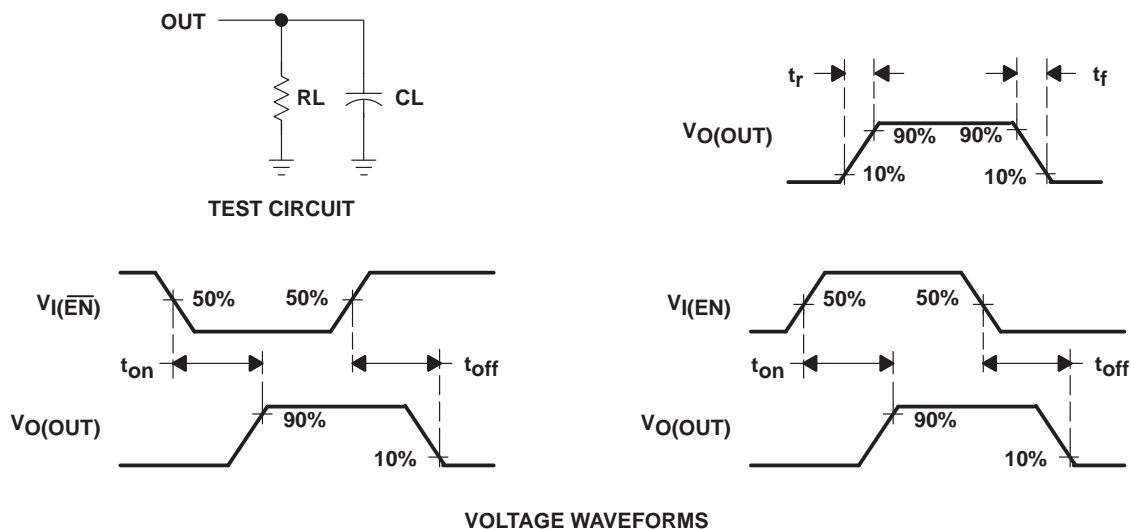 OUT
RL
CL
TEST CIRCUIT
tr
tf
VO(OUT)
90%
90%
10%
10%
VI(E̅N̅)
50%
50%
ton
toff
VO(OUT)
90%
10%
VI(EN)
50%
50%
ton
toff
VO(OUT)
90%
10%
VOLTAGE WAVEFORMS